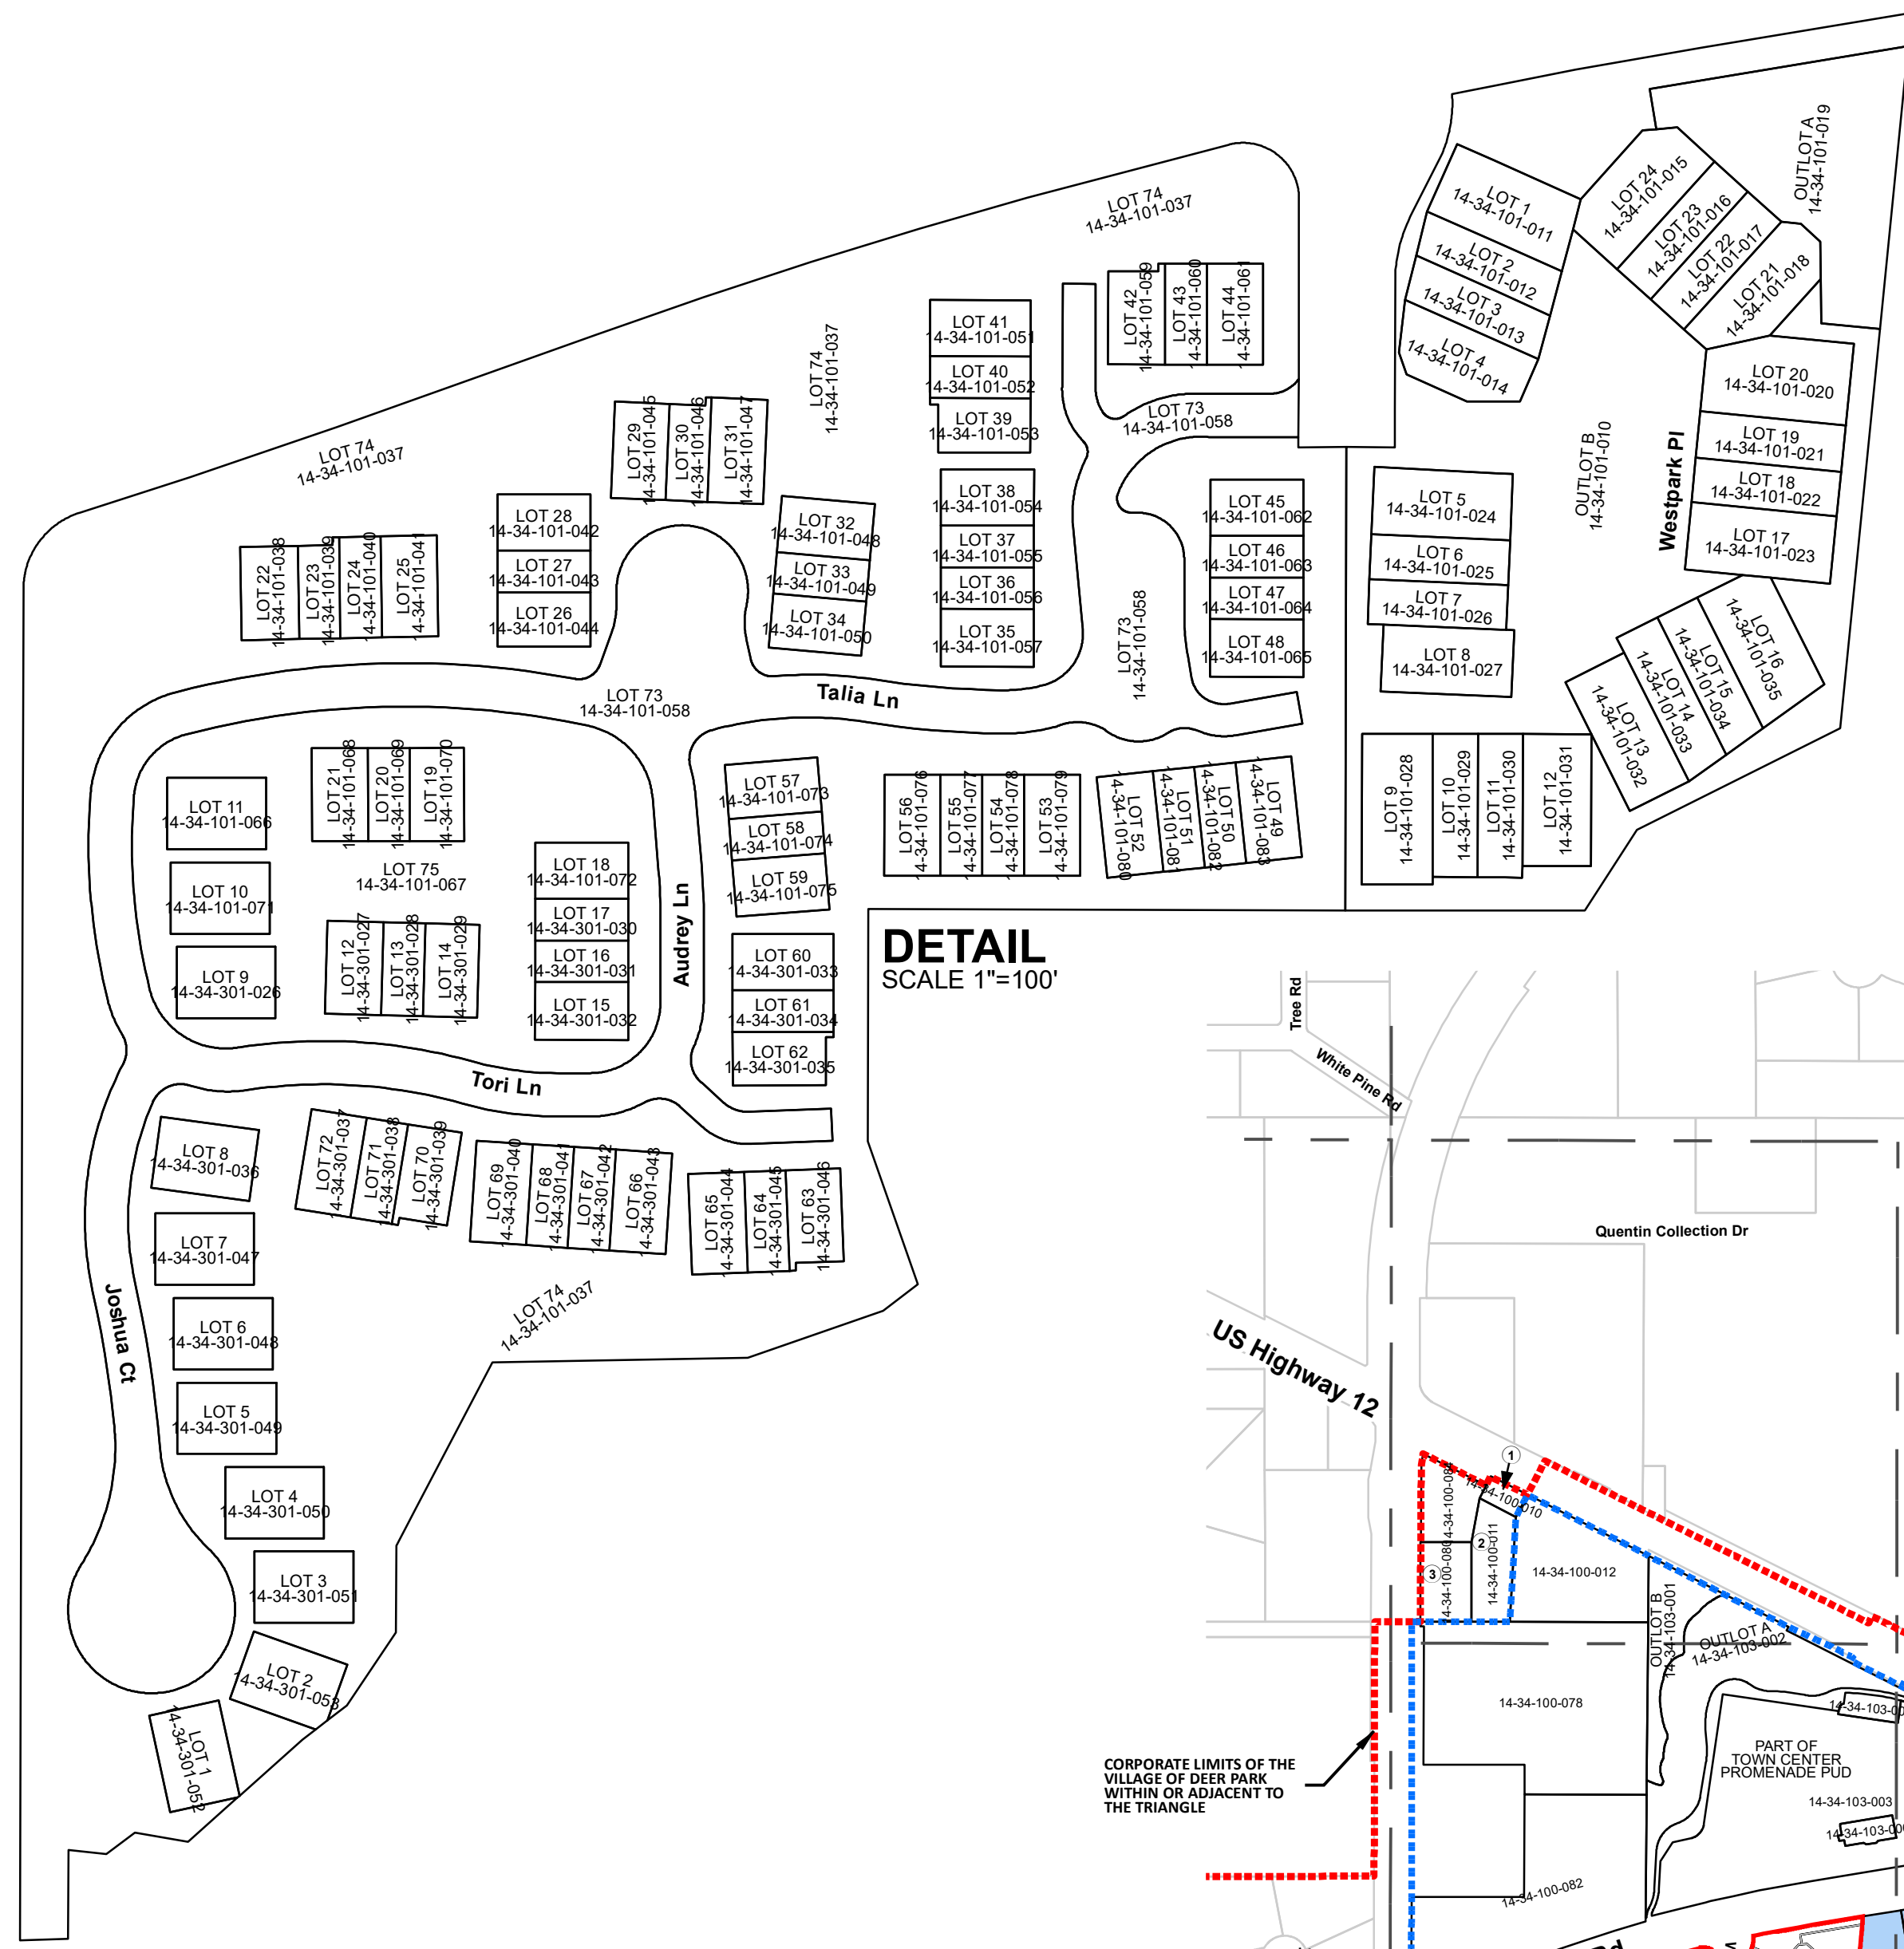 LOT 74
14-34-101-037
LOT 74
14-34-101-037
LOT 74
14-34-101-037
LOT 42
14-34-101-059
LOT 43
14-34-101-060
LOT 44
14-34-101-061
LOT 41
14-34-101-051
LOT 40
14-34-101-052
LOT 39
14-34-101-053
LOT 73
14-34-101-058
LOT 29
14-34-101-045
LOT 30
14-34-101-046
LOT 31
14-34-101-047
LOT 28
14-34-101-042
LOT 27
14-34-101-043
LOT 26
14-34-101-044
LOT 32
14-34-101-048
LOT 33
14-34-101-049
LOT 34
14-34-101-050
LOT 38
14-34-101-054
LOT 37
14-34-101-055
LOT 36
14-34-101-056
LOT 35
14-34-101-057
LOT 45
14-34-101-062
LOT 46
14-34-101-063
LOT 47
14-34-101-064
LOT 48
14-34-101-065
LOT 73
14-34-101-058
LOT 22
14-34-101-038
LOT 23
14-34-101-039
LOT 24
14-34-101-040
LOT 25
14-34-101-041
LOT 73
14-34-101-058
Talia Ln
LOT 21
14-34-101-068
LOT 20
14-34-101-069
LOT 19
14-34-101-070
LOT 11
14-34-101-066
LOT 10
14-34-101-071
LOT 9
14-34-301-026
LOT 75
14-34-101-067
LOT 12
14-34-301-027
LOT 13
14-34-301-028
LOT 14
14-34-301-029
LOT 18
14-34-101-072
LOT 17
14-34-301-030
LOT 16
14-34-301-031
LOT 15
14-34-301-032
Audrey Ln
LOT 57
14-34-101-073
LOT 58
14-34-101-074
LOT 59
14-34-101-075
LOT 60
14-34-301-033
LOT 61
14-34-301-034
LOT 62
14-34-301-035
LOT 56
14-34-101-076
LOT 55
14-34-101-077
LOT 54
14-34-101-078
LOT 53
14-34-101-079
LOT 52
14-34-101-080
LOT 51
14-34-101-081
LOT 50
14-34-101-082
LOT 49
14-34-101-083
Tori Ln
LOT 8
14-34-301-036
LOT 72
14-34-301-037
LOT 71
14-34-301-038
LOT 70
14-34-301-039
LOT 69
14-34-301-040
LOT 68
14-34-301-041
LOT 67
14-34-301-042
LOT 66
14-34-301-043
LOT 65
14-34-301-044
LOT 64
14-34-301-045
LOT 63
14-34-301-046
LOT 74
14-34-101-037
LOT 7
14-34-301-047
LOT 6
14-34-301-048
LOT 5
14-34-301-049
LOT 4
14-34-301-050
LOT 3
14-34-301-051
LOT 2
14-34-301-053
LOT 1
14-34-301-052
Joshua Ct
LOT 1
14-34-101-011
LOT 2
14-34-101-012
LOT 3
14-34-101-013
LOT 4
14-34-101-014
LOT 24
14-34-101-015
LOT 23
14-34-101-016
LOT 22
14-34-101-017
LOT 21
14-34-101-018
OUTLOT A
14-34-101-019
LOT 20
14-34-101-020
LOT 19
14-34-101-021
LOT 18
14-34-101-022
LOT 17
14-34-101-023
OUTLOT B
14-34-101-010
Westpark Pl
LOT 5
14-34-101-024
LOT 6
14-34-101-025
LOT 7
14-34-101-026
LOT 8
14-34-101-027
LOT 9
14-34-101-028
LOT 10
14-34-101-029
LOT 11
14-34-101-030
LOT 12
14-34-101-031
LOT 13
14-34-101-032
LOT 14
14-34-101-033
LOT 15
14-34-101-034
LOT 16
14-34-101-035
DETAIL
SCALE 1"=100'
Tree Rd
White Pine Rd
Quentin Collection Dr
US Highway 12
1
2
3
14-34-100-010
14-34-100-011
14-34-100-080
14-34-100-012
OUTLOT B
14-34-103-001
OUTLOT A
14-34-103-002
14-34-100-078
PART OF
TOWN CENTER
PROMENADE PUD
14-34-103-003
14-34-100-082
CORPORATE LIMITS OF THE
VILLAGE OF DEER PARK
WITHIN OR ADJACENT TO
THE TRIANGLE
Rd